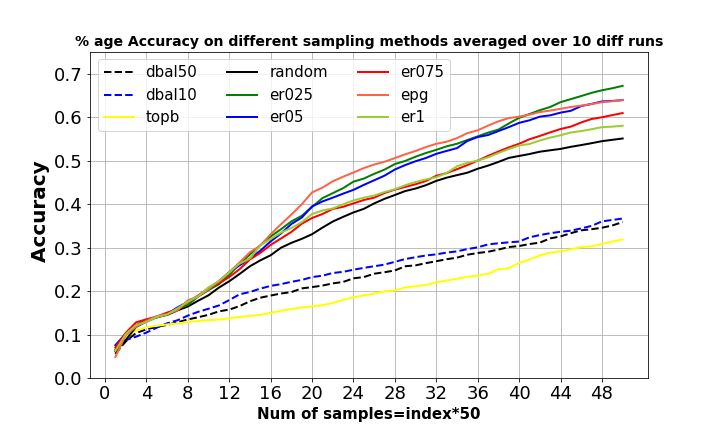 % age Accuracy on different sampling methods averaged over 10 diff runs
dbal50 random er075
dbal10 er025 epg
topb er05 er1
Accuracy
0.7
0.6
0.5
0.4
0.3
0.2
0.1
0.0
0 4 8 12 16 20 24 28 32 36 40 44 48
Num of samples=index*50